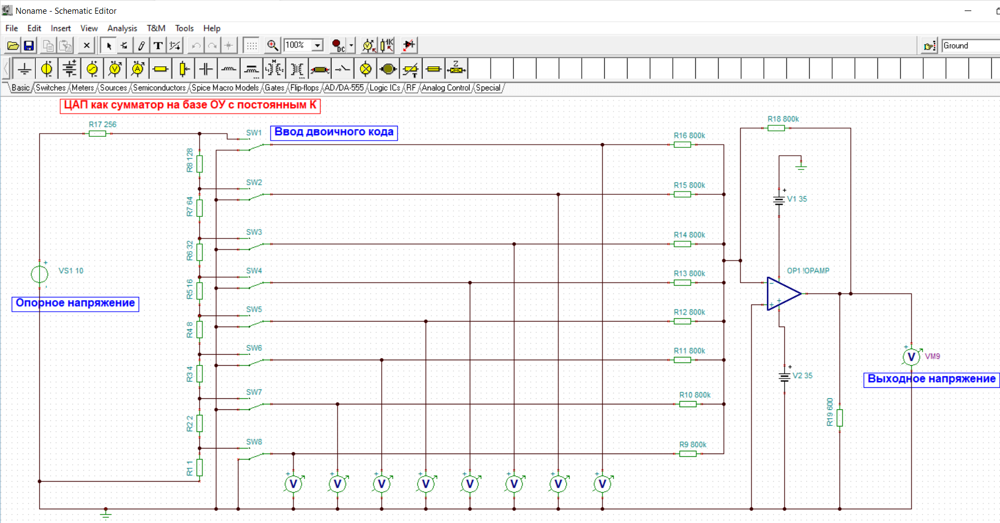 Noname - Schematic Editor
File Edit Insert View Analysis T&M Tools Help
100%
DC
1K
Ground
Basic Switches Meters Sources Semiconductors Spice Macro Models Gates Flip-flops AD/DA-555 Logic ICs RF Analog Control Special
ЦАП как сумматор на базе ОУ с постоянным К
R17 256
SW1
Ввод двоичного кода
R16 800k
R18 800k
R8 128
SW2
R15 800k
R7 64
V1 35
SW3
R14 800k
R6 32
VS1 10
SW4
R13 800k
OP1 !OPAMP
R5 16
Опорное напряжение
SW5
R12 800k
R4 8
SW6
R11 800k
V
VM9
R3 4
V2 35
Выходное напряжение
SW7
R10 800k
R19 600
R2 2
SW8
R9 800k
R1 1
V V V V V V V V